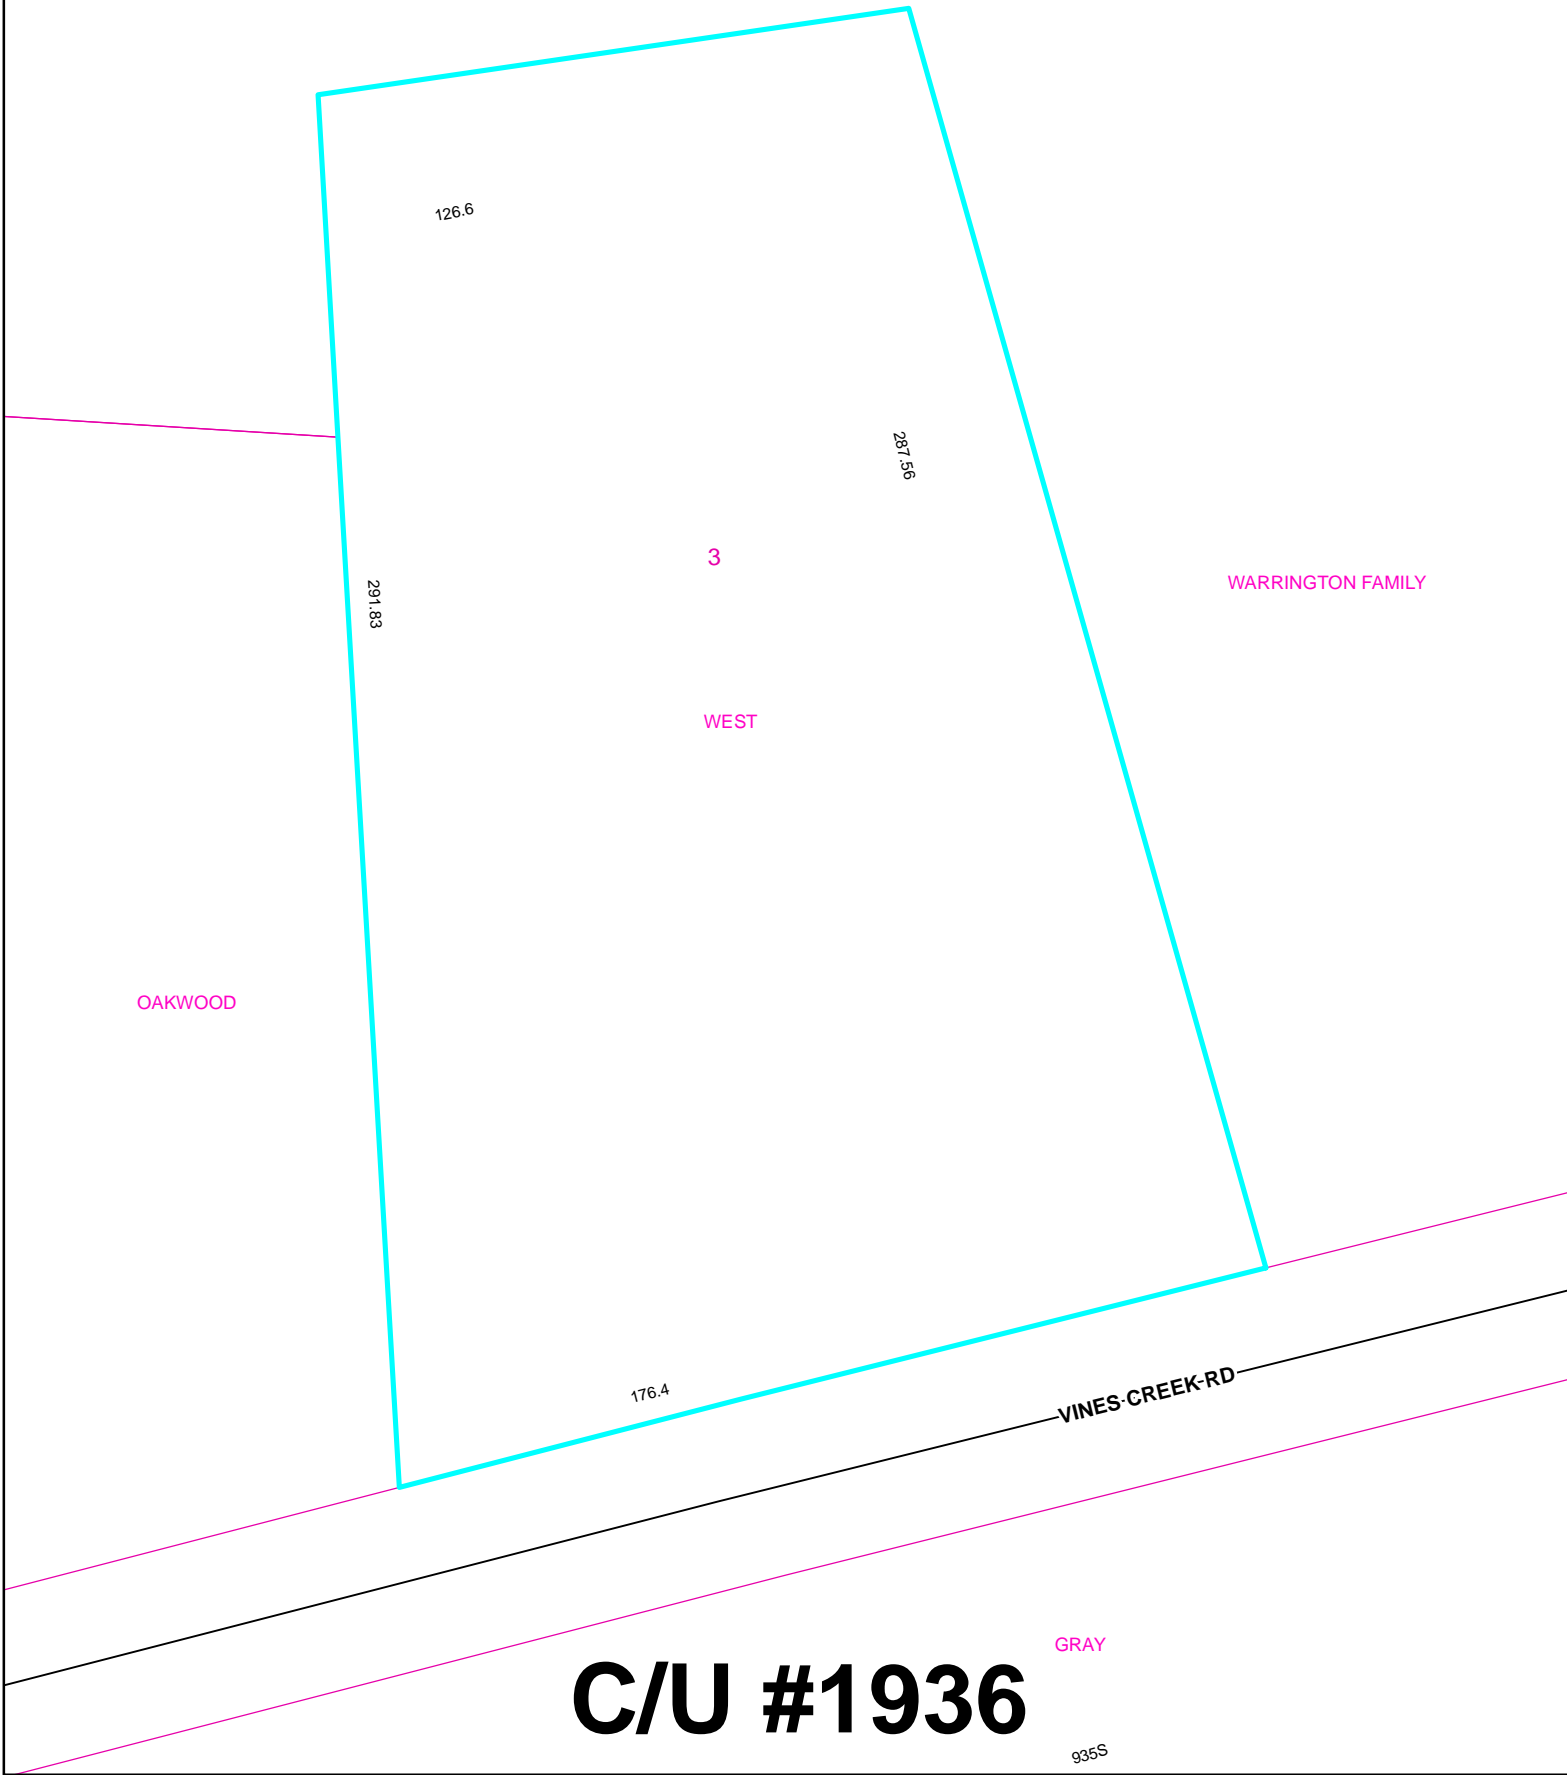 126.6
287.56
3
291.83
WARRINGTON FAMILY
WEST
OAKWOOD
176.4
VINES CREEK RD
GRAY
C/U #1936
935S